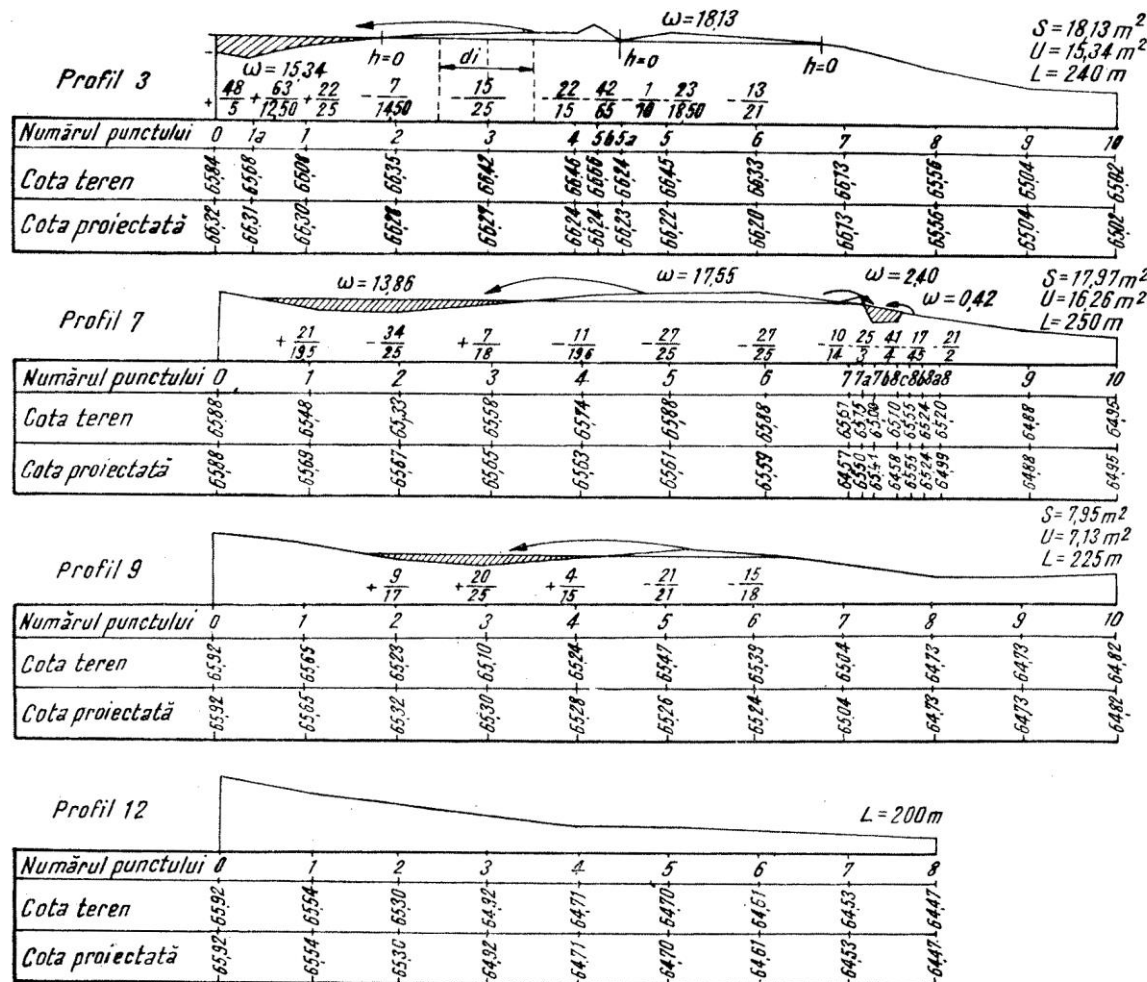 ω=18,13
S=18,13 m²
U=15,34 m²
L=240 m
Profil 3
ω=15,34
h=0
di
h=0
h=0
+ 48/5 + 63/12,50 + 22/25 - 7/14,50 - 15/25 - 22/15 - 42/65 - 1/10 - 23/18,50 - 13/21
Numărul punctului 0 1a 1 2 3 4 5b 5a 5 6 7 8 9 10
Cota teren 65,84 65,68 66,35 66,42 66,46 66,66 66,24 66,45 66,33 66,73 65,56 65,04 65,02
Cota proiectată 66,32 66,31 66,30 66,28 66,27 66,24 66,24 66,23 66,22 66,20 66,73 65,56 65,04 65,02
ω=13,86
ω=17,55
ω=2,40
ω=0,42
S=17,97 m²
U=16,26 m²
L=250 m
Profil 7
+ 21/19,5 - 34/25 + 7/18 - 11/19,6 - 27/25 - 27/25 - 10/14 - 25/3 - 41/4 - 17/45 - 21/2
Numărul punctului 0 1 2 3 4 5 6 7 7a 7b 8c 8b 8a 8 9 10
Cota teren 65,88 65,48 65,33 65,58 65,74 65,88 65,88 65,67 65,75 65,00 65,70 65,55 65,24 65,20 64,88 64,95
Cota proiectată 65,88 65,69 65,67 65,65 65,63 65,61 65,59 64,57 65,50 65,41 64,58 65,24 64,99 64,88 64,95
S=7,95 m²
U=7,13 m²
L=225 m
Profil 9
+ 9/17 + 20/25 + 4/15 - 21/21 - 15/18
Numărul punctului 0 1 2 3 4 5 6 7 8 9 10
Cota teren 65,92 65,65 65,23 65,10 65,24 65,47 65,39 65,04 64,73 64,73 64,82
Cota proiectată 65,92 65,65 65,32 65,30 65,28 65,26 65,24 65,04 64,73 64,73 64,82
Profil 12
L=200m
Numărul punctului 0 1 2 3 4 5 6 7 8
Cota teren 65,92 65,54 65,30 64,92 64,71 64,70 64,61 64,53 64,47
Cota proiectată 65,92 65,54 65,30 64,92 64,71 64,70 64,61 64,53 64,47